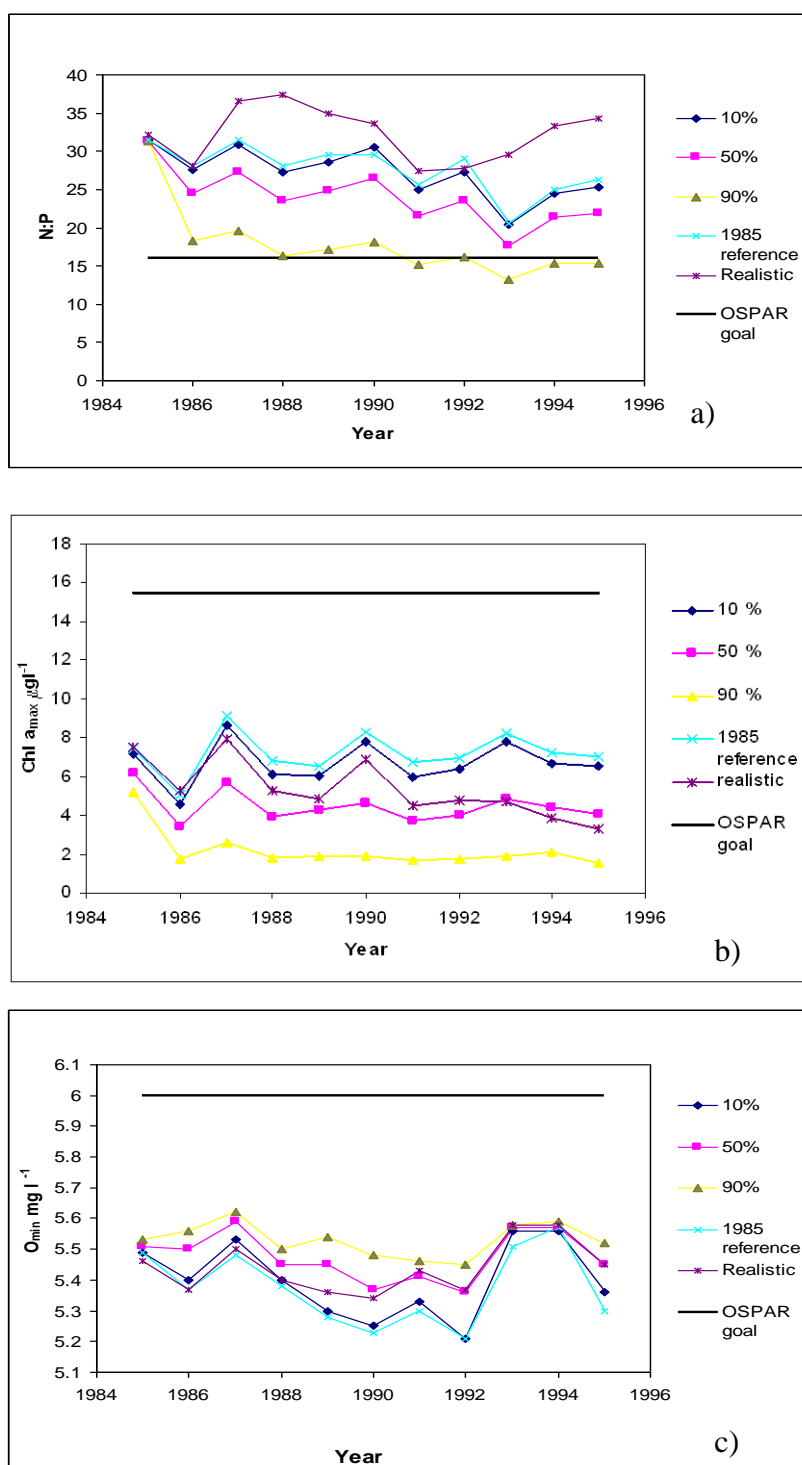 40
35
30
25
20
15
10
5
0
N:P
1984 1986 1988 1990 1992 1994 1996
Year
10%
50%
90%
1985
reference
Realistic
OSPAR
goal
a)
18
16
14
12
10
8
6
4
2
0
Chl a max µgl-1
1984 1986 1988 1990 1992 1994 1996
Year
10 %
50 %
90 %
1985
reference
realistic
OSPAR
goal
b)
6.1
6
5.9
5.8
5.7
5.6
5.5
5.4
5.3
5.2
5.1
Omin mg l -1
1984 1986 1988 1990 1992 1994 1996
Year
10%
50%
90%
1985
reference
Realistic
OSPAR
goal
c)